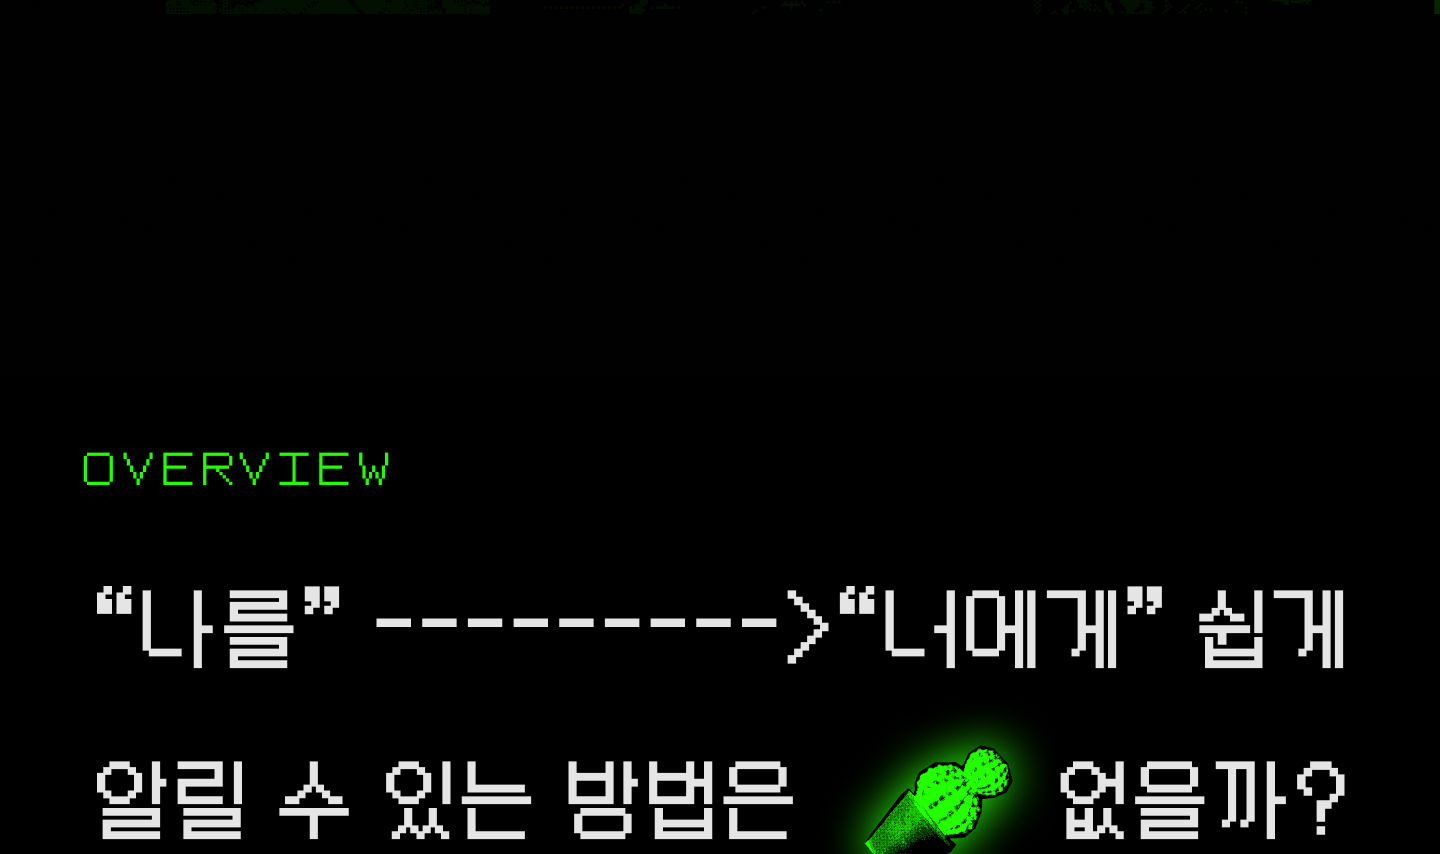 OVERVIEW
“나를” --------->“너에게” 쉽게
알릴 수 있는 방법은 없을까?